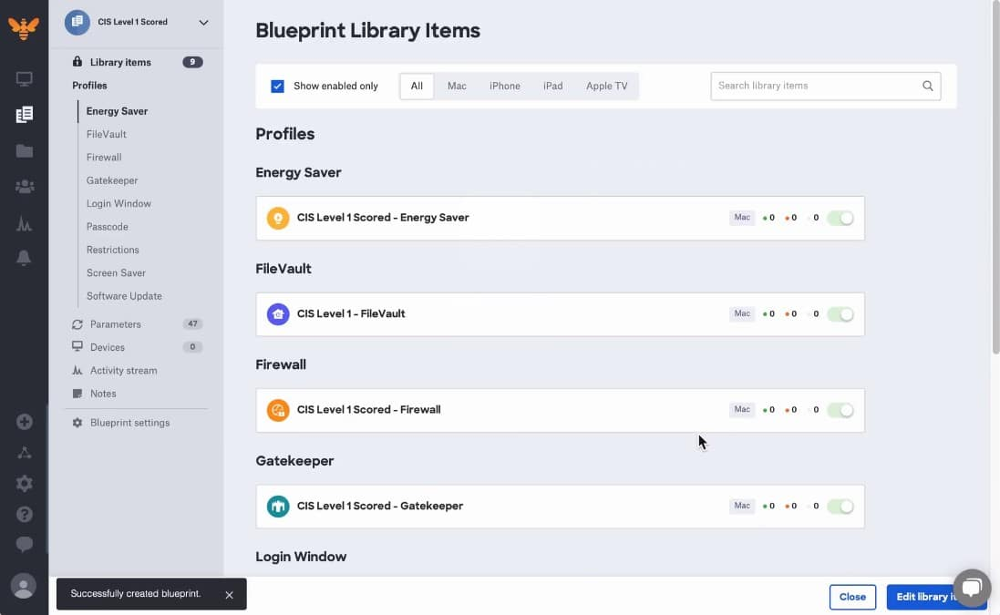 CIS Level 1 Scored
Library items 9
Profiles
Energy Saver
FileVault
Firewall
Gatekeeper
Login Window
Passcode
Restrictions
Screen Saver
Software Update
Parameters 47
Devices 0
Activity stream
Notes
Blueprint settings
Successfully created blueprint.
Blueprint Library Items
Show enabled only All Mac iPhone iPad Apple TV Search library items
Profiles
Energy Saver
CIS Level 1 Scored - Energy Saver Mac 0 0 0
FileVault
CIS Level 1 - FileVault Mac 0 0 0
Firewall
CIS Level 1 Scored - Firewall Mac 0 0 0
Gatekeeper
CIS Level 1 Scored - Gatekeeper Mac 0 0 0
Login Window
Close Edit library